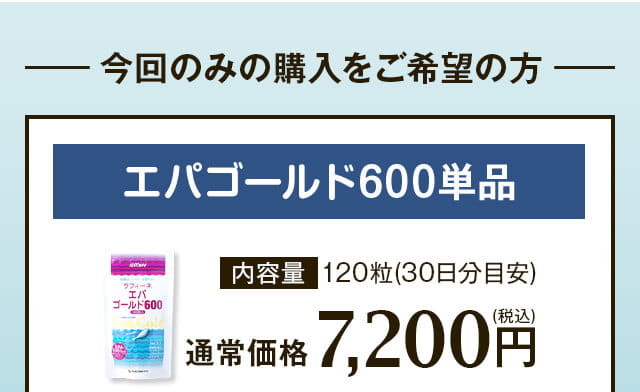 今回のみの購入をご希望の方
エパゴールド600単品
内容量 120粒(30日分目安)
通常価格 7,200円(税込)
ラフィーネ
エパ
ゴールド600